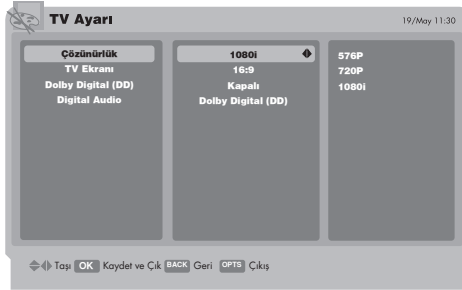 TV Ayarı
19/May 11:30
Çözünürlük 1080i 576P
TV Ekranı 16:9 720P
Dolby Digital (DD) Kapalı 1080i
Digital Audio Dolby Digital (DD)
Taşı OK Kaydet ve Çık BACK Geri OPTS Çıkış